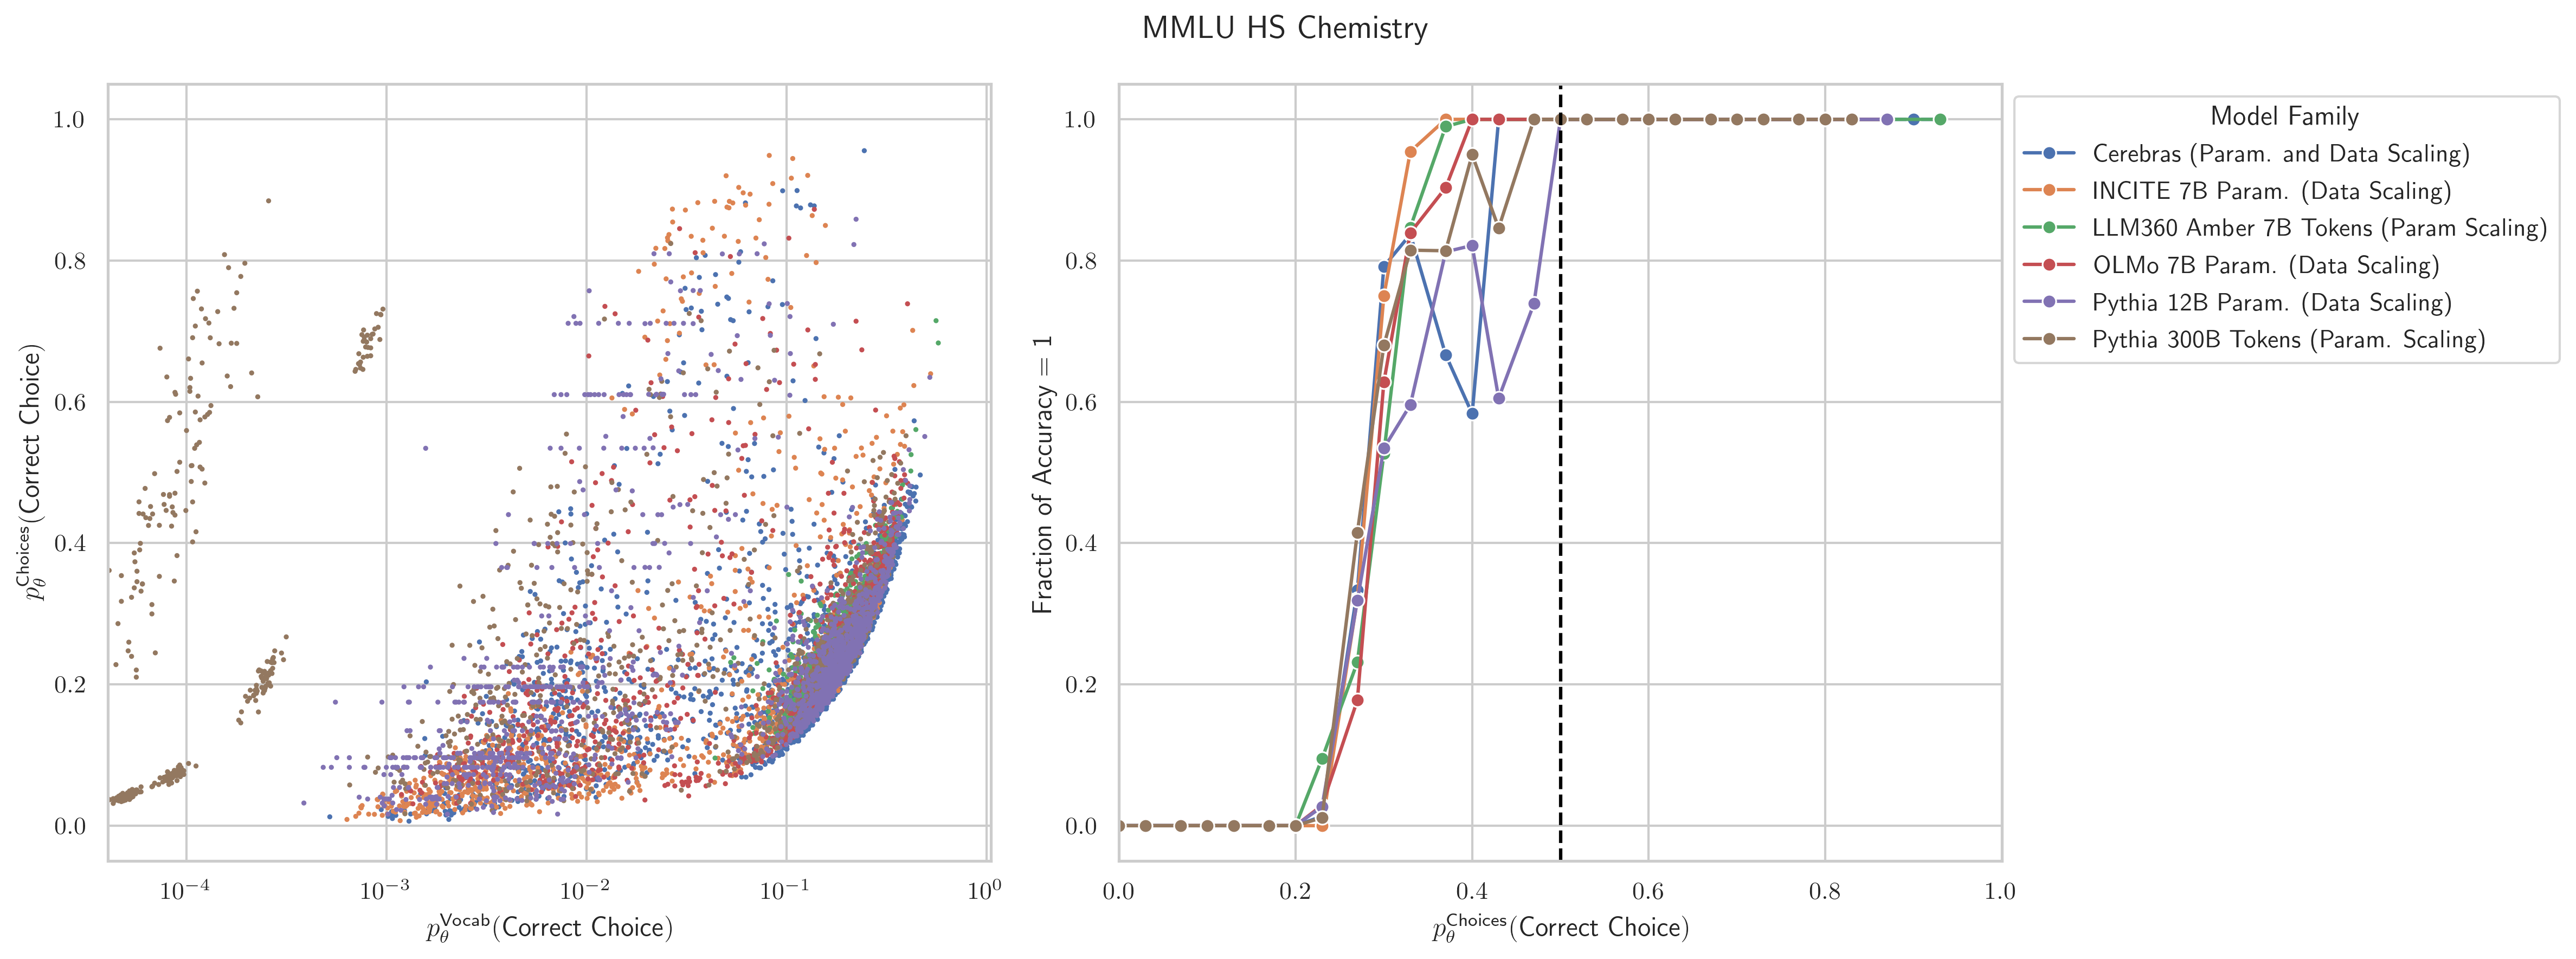 MMLU HS Chemistry
1.0
0.8
0.6
0.4
0.2
0.0
p_θ^Choices(Correct Choice)
10⁻⁴ 10⁻³ 10⁻² 10⁻¹ 10⁰
p_θ^Vocab(Correct Choice)
1.0
0.8
0.6
0.4
0.2
0.0
Fraction of Accuracy = 1
0.0 0.2 0.4 0.6 0.8 1.0
p_θ^Choices(Correct Choice)
Model Family
Cerebras (Param. and Data Scaling)
INCITE 7B Param. (Data Scaling)
LLM360 Amber 7B Tokens (Param Scaling)
OLMo 7B Param. (Data Scaling)
Pythia 12B Param. (Data Scaling)
Pythia 300B Tokens (Param. Scaling)